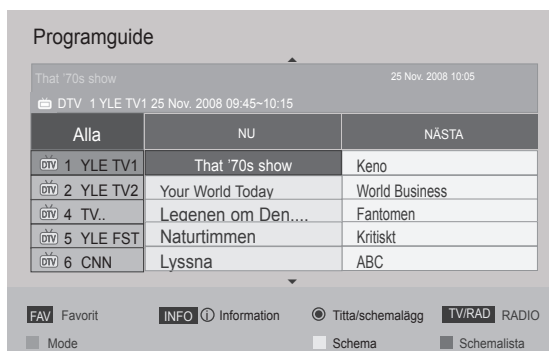 Programguide
That '70s show 25 Nov. 2008 10:05
DTV 1 YLE TV1 25 Nov. 2008 09:45~10:15
Alla NU NÄSTA
DTV 1 YLE TV1 That '70s show Keno
DTV 2 YLE TV2 Your World Today World Business
DTV 4 TV.. Legenen om Den.... Fantomen
DTV 5 YLE FST Naturtimmen Kritiskt
DTV 6 CNN Lyssna ABC
FAV Favorit INFO i Information Titta/schemalägg TV/RAD RADIO
Mode Schema Schemalista